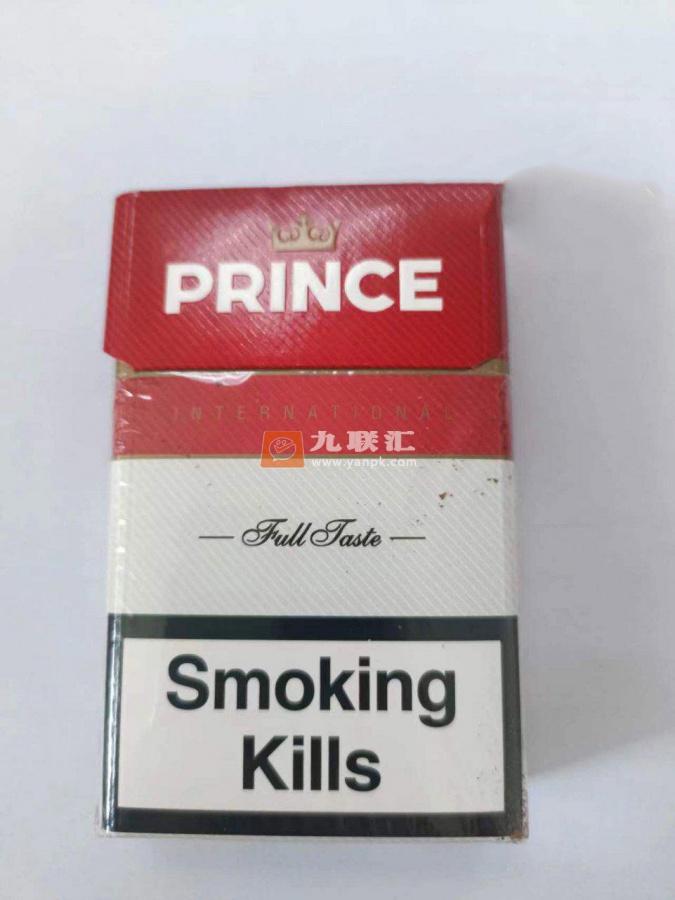 PRINCE
INTERNATIONAL
九联汇
www.yanpk.com
Full Taste
Smoking
Kills